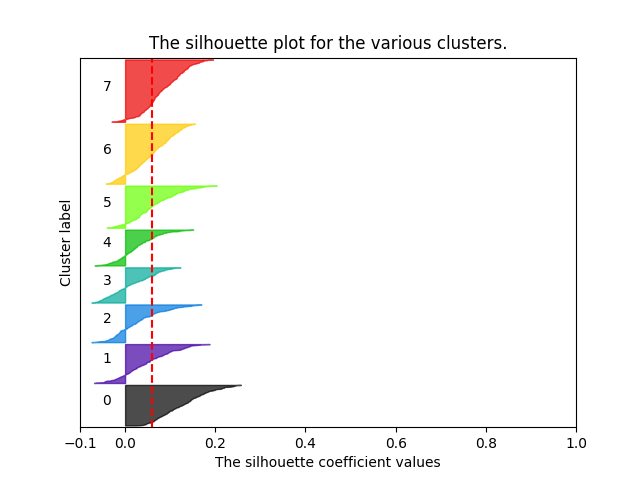 The silhouette plot for the various clusters.
7
6
5
4
3
2
1
0
Cluster label
−0.1 0.0 0.2 0.4 0.6 0.8 1.0
The silhouette coefficient values